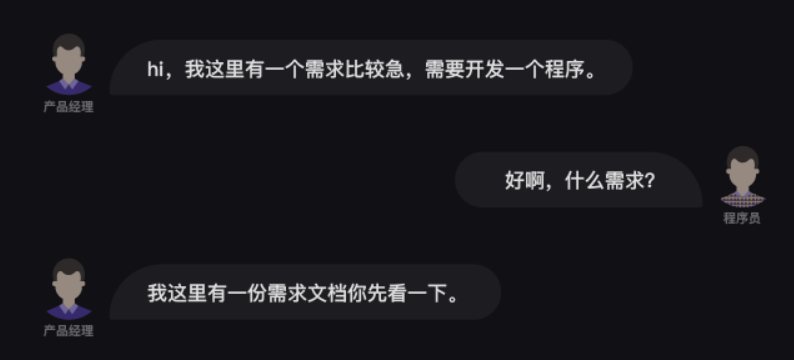 hi，我这里有一个需求比较急，需要开发一个程序。
产品经理
好啊，什么需求？
程序员
我这里有一份需求文档你先看一下。
产品经理